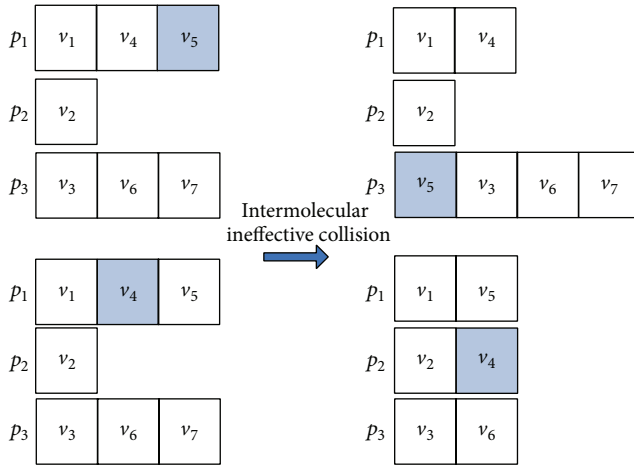 p1 v1 v4 v5
p2 v2
p3 v3 v6 v7
p1 v1 v4
p2 v2
p3 v5 v3 v6 v7
Intermolecular
ineffective collision
p1 v1 v4 v5
p2 v2
p3 v3 v6 v7
p1 v1 v5
p2 v2 v4
p3 v3 v6